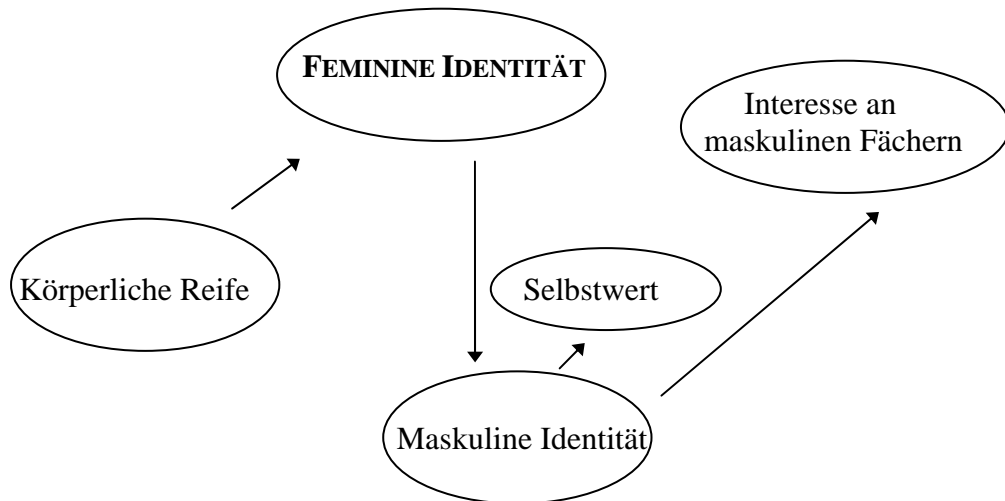 FEMININE IDENTITÄT
Interesse an
maskulinen Fächern
Körperliche Reife
Selbstwert
Maskuline Identität